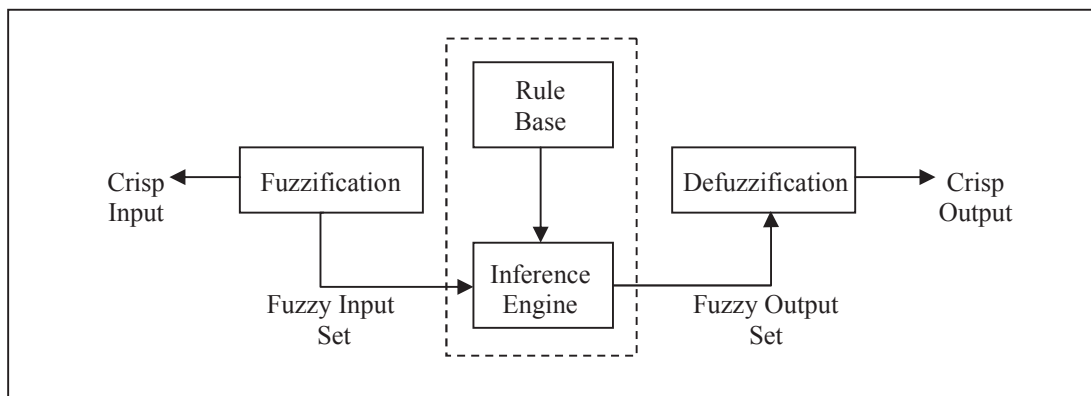 Rule
Base
Crisp
Input
Fuzzification
Defuzzification
Crisp
Output
Inference
Engine
Fuzzy Input
Set
Fuzzy Output
Set